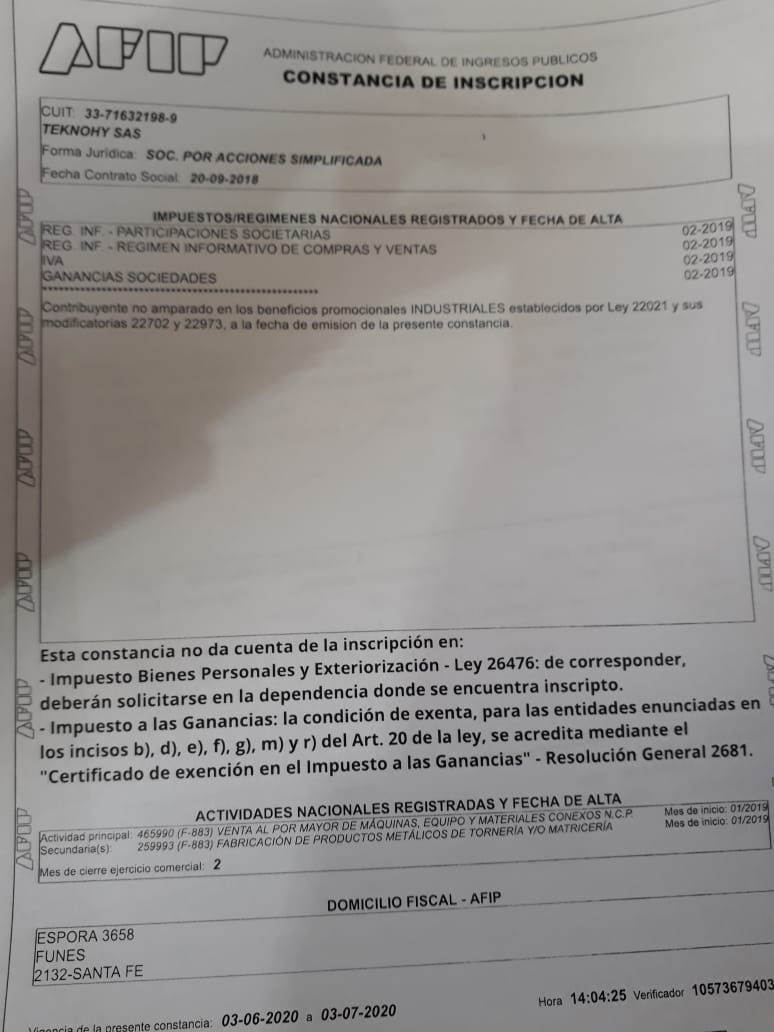 AFIP
ADMINISTRACION FEDERAL DE INGRESOS PUBLICOS
CONSTANCIA DE INSCRIPCION
CUIT: 33-71632198-9
TEKNOHY SAS
Forma Jurídica: SOC. POR ACCIONES SIMPLIFICADA
Fecha Contrato Social: 20-09-2018
IMPUESTOS/REGIMENES NACIONALES REGISTRADOS Y FECHA DE ALTA
REG. INF. - PARTICIPACIONES SOCIETARIAS 02-2019
REG. INF. - REGIMEN INFORMATIVO DE COMPRAS Y VENTAS 02-2019
IVA 02-2019
GANANCIAS SOCIEDADES 02-2019
Contribuyente no amparado en los beneficios promocionales INDUSTRIALES establecidos por Ley 22021 y sus
modificatorias 22702 y 22973, a la fecha de emision de la presente constancia.
Esta constancia no da cuenta de la inscripción en:
- Impuesto Bienes Personales y Exteriorización - Ley 26476: de corresponder,
deberán solicitarse en la dependencia donde se encuentra inscripto.
- Impuesto a las Ganancias: la condición de exenta, para las entidades enunciadas en
los incisos b), d), e), f), g), m) y r) del Art. 20 de la ley, se acredita mediante el
"Certificado de exención en el Impuesto a las Ganancias" - Resolución General 2681.
ACTIVIDADES NACIONALES REGISTRADAS Y FECHA DE ALTA
Actividad principal: 465990 (F-883) VENTA AL POR MAYOR DE MÁQUINAS, EQUIPO Y MATERIALES CONEXOS N.C.P. Mes de inicio: 01/2019
Secundaria(s): 259993 (F-883) FABRICACIÓN DE PRODUCTOS METÁLICOS DE TORNERÍA Y/O MATRICERÍA Mes de inicio: 01/2019
Mes de cierre ejercicio comercial: 2
DOMICILIO FISCAL - AFIP
ESPORA 3658
FUNES
2132-SANTA FE
Vigencia de la presente constancia: 03-06-2020 a 03-07-2020
Hora 14:04:25 Verificador 10573679403